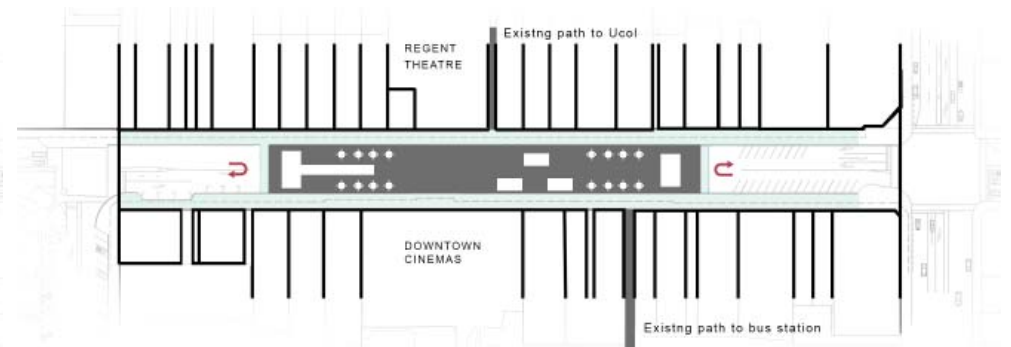 Existng path to Ucol
REGENT
THEATRE
DOWNTOWN
CINEMAS
Existng path to bus station